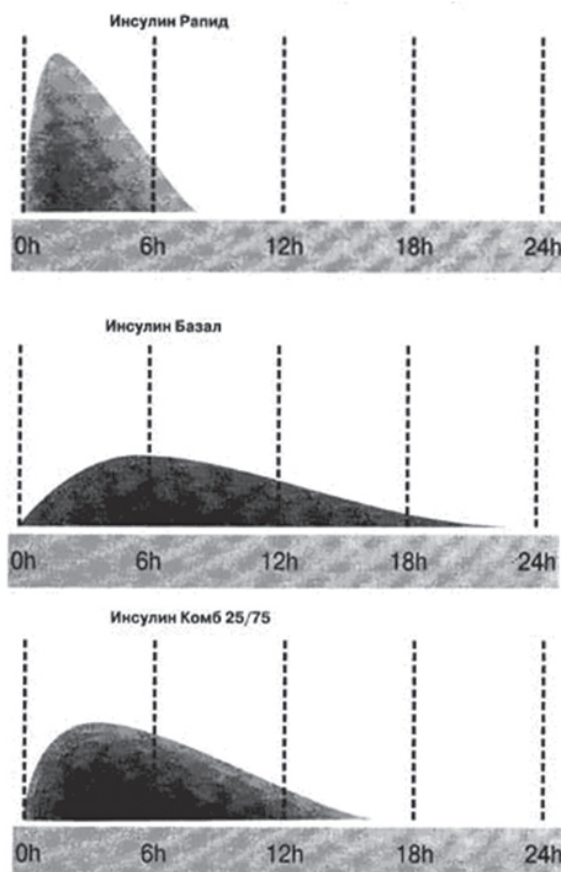 Инсулин Рапид
0h 6h 12h 18h 24h
Инсулин Базал
0h 6h 12h 18h 24h
Инсулин Комб 25/75
0h 6h 12h 18h 24h